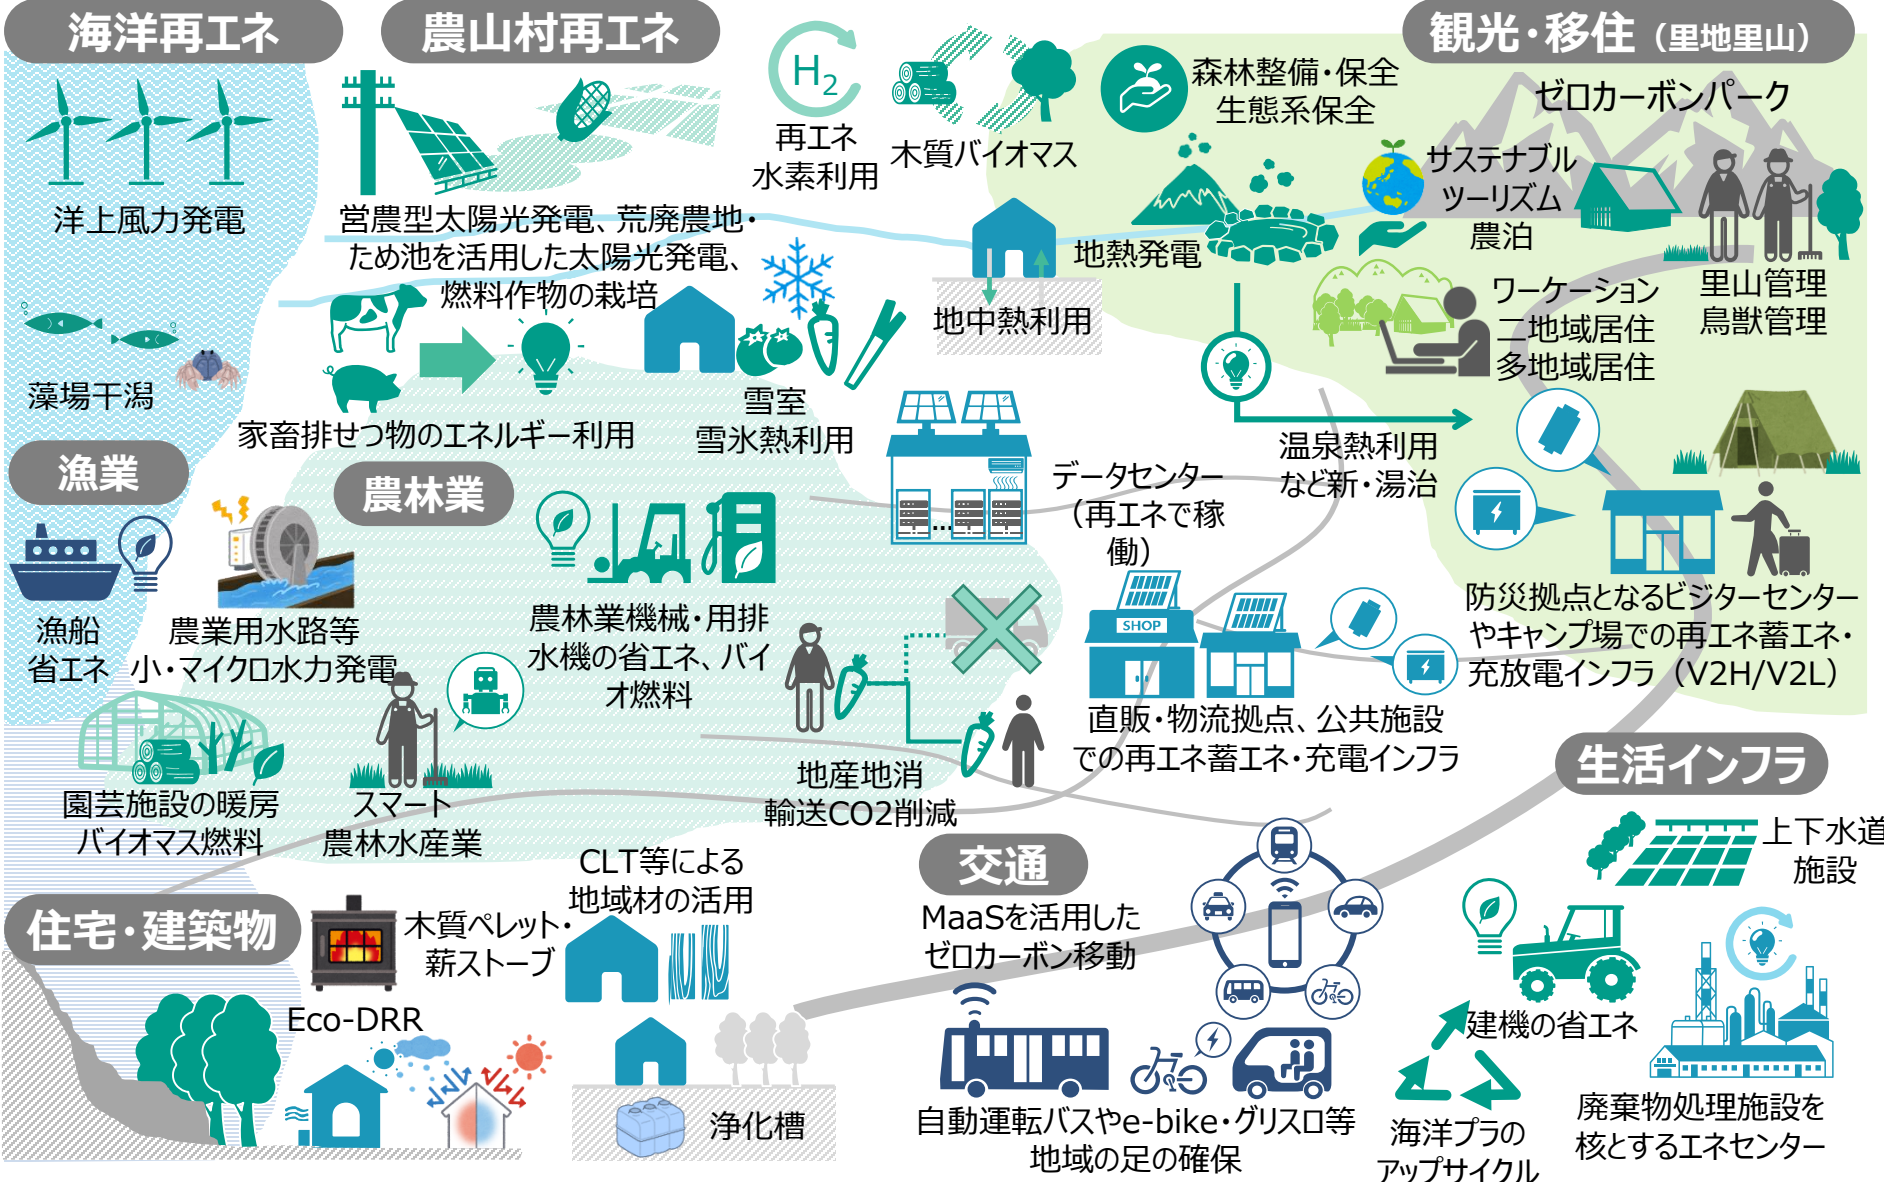 海洋再エネ
農山村再エネ
観光・移住（里地里山）
洋上風力発電
営農型太陽光発電、荒廃農地・
ため池を活用した太陽光発電、
燃料作物の栽培
H2
再エネ
水素利用
木質バイオマス
森林整備・保全
生態系保全
ゼロカーボンパーク
サステナブル
ツーリズム
農泊
地熱発電
地中熱利用
里山管理
鳥獣管理
ワーケーション
二地域居住
多地域居住
藻場干潟
家畜排せつ物のエネルギー利用
雪室
雪氷熱利用
温泉熱利用
など新・湯治
漁業
農林業
データセンター
（再エネで稼
働）
...
漁船
省エネ
農業用水路等
小・マイクロ水力発電
農林業機械・用排
水機の省エネ、バイ
オ燃料
SHOP
防災拠点となるビジターセンター
やキャンプ場での再エネ蓄エネ・
充放電インフラ（V2H/V2L）
直販・物流拠点、公共施設
での再エネ蓄エネ・充電インフラ
園芸施設の暖房
バイオマス燃料
スマート
農林水産業
地産地消
輸送CO2削減
生活インフラ
上下水道
施設
住宅・建築物
木質ペレット・
薪ストーブ
CLT等による
地域材の活用
交通
MaaSを活用した
ゼロカーボン移動
建機の省エネ
Eco-DRR
浄化槽
自動運転バスやe-bike・グリスロ等
地域の足の確保
海洋プラの
アップサイクル
廃棄物処理施設を
核とするエネセンター